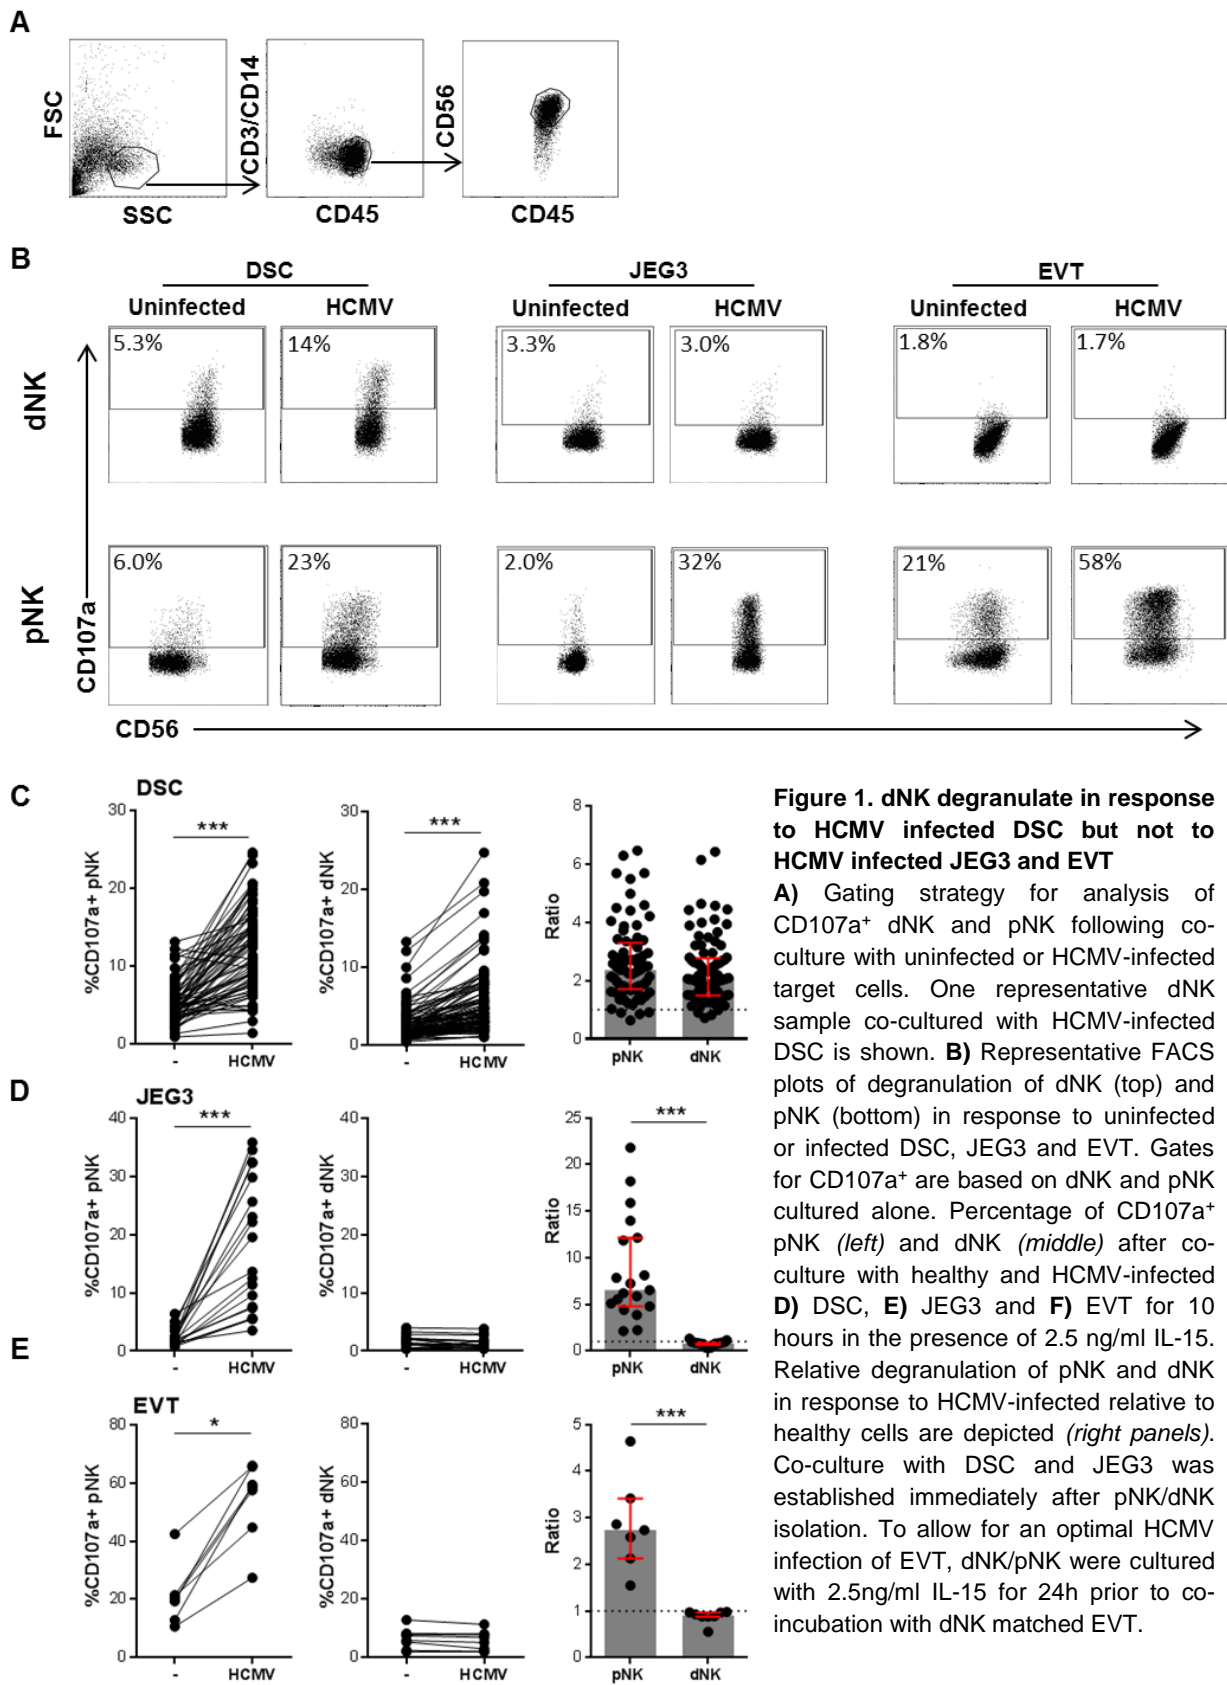 A
FSC
SSC
CD3/CD14
CD45
CD56
CD45
B
DSC
JEG3
EVT
Uninfected
HCMV
Uninfected
HCMV
Uninfected
HCMV
dNK
5.3%
14%
3.3%
3.0%
1.8%
1.7%
pNK
CD107a
6.0%
23%
2.0%
32%
21%
58%
CD56
C
DSC
%CD107a+ pNK
30
20
10
0
***
-
HCMV
%CD107a+ dNK
30
20
10
0
***
-
HCMV
Ratio
8
6
4
2
0
pNK
dNK
D
JEG3
%CD107a+ pNK
40
30
20
10
0
***
-
HCMV
%CD107a+ dNK
40
30
20
10
0
-
HCMV
Ratio
25
20
15
10
5
0
***
pNK
dNK
E
EVT
%CD107a+ pNK
80
60
40
20
0
*
-
HCMV
%CD107a+ dNK
80
60
40
20
0
-
HCMV
Ratio
5
4
3
2
1
0
***
pNK
dNK
Figure 1. dNK degranulate in response
to HCMV infected DSC but not to
HCMV infected JEG3 and EVT
A) Gating strategy for analysis of
CD107a⁺ dNK and pNK following co-
culture with uninfected or HCMV-infected
target cells. One representative dNK
sample co-cultured with HCMV-infected
DSC is shown. B) Representative FACS
plots of degranulation of dNK (top) and
pNK (bottom) in response to uninfected
or infected DSC, JEG3 and EVT. Gates
for CD107a⁺ are based on dNK and pNK
cultured alone. Percentage of CD107a⁺
pNK (left) and dNK (middle) after co-
culture with healthy and HCMV-infected
D) DSC, E) JEG3 and F) EVT for 10
hours in the presence of 2.5 ng/ml IL-15.
Relative degranulation of pNK and dNK
in response to HCMV-infected relative to
healthy cells are depicted (right panels).
Co-culture with DSC and JEG3 was
established immediately after pNK/dNK
isolation. To allow for an optimal HCMV
infection of EVT, dNK/pNK were cultured
with 2.5ng/ml IL-15 for 24h prior to co-
incubation with dNK matched EVT.